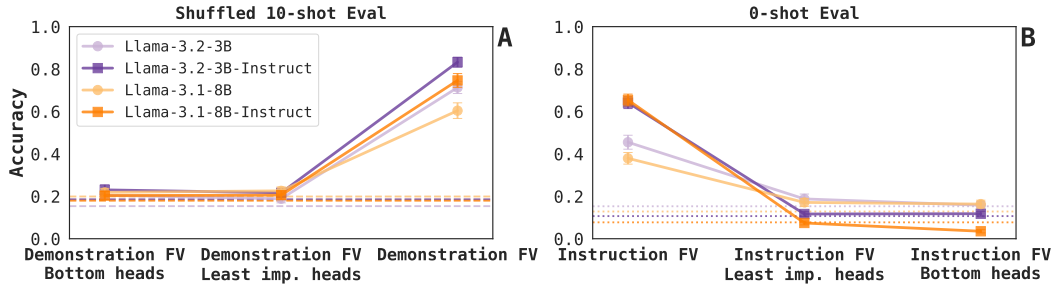 Shuffled 10-shot Eval
A
Accuracy
1.0
0.8
0.6
0.4
0.2
0.0
Llama-3.2-3B
Llama-3.2-3B-Instruct
Llama-3.1-8B
Llama-3.1-8B-Instruct
Demonstration FV
Bottom heads
Demonstration FV
Least imp. heads
Demonstration FV
0-shot Eval
B
1.0
0.8
0.6
0.4
0.2
0.0
Instruction FV
Instruction FV
Least imp. heads
Instruction FV
Bottom heads